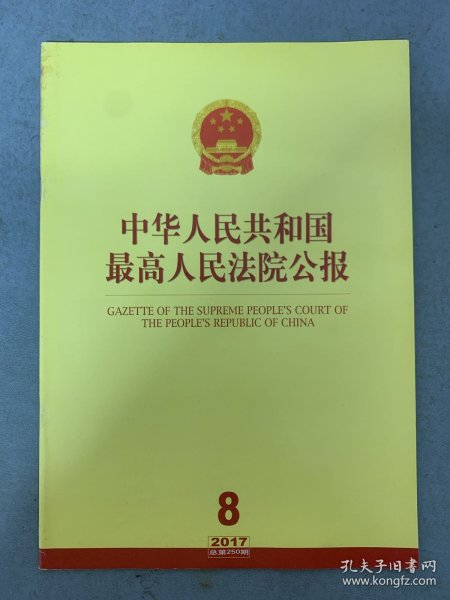 中华人民共和国
最高人民法院公报
GAZETTE OF THE SUPREME PEOPLE'S COURT OF
THE PEOPLE'S REPUBLIC OF CHINA
8
2017
总第250期
孔夫子旧书网
www.kongfz.com